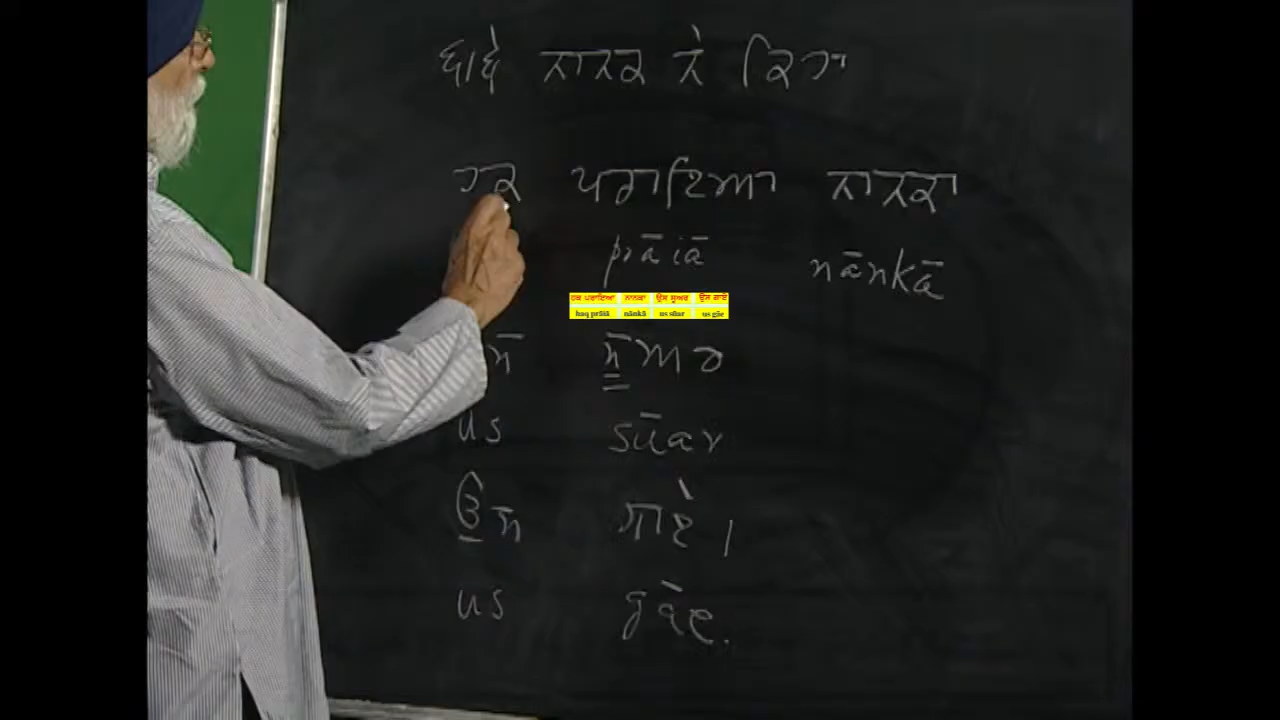 ਬਾਬੇ ਨਾਨਕ ਨੇ ਕਿਹਾ
ਹਕ ਪਰਾਇਆ ਨਾਨਕਾ
prāiā nānkā
ਹਕ ਪਰਾਇਆ ਨਾਨਕਾ ਉਸ ਸੂਅਰ ਉਸ ਗਾਏ
haq prāiā nānkā us sūar us gāe
ਸ ਸੂਅਰ
us sūar
ਉਸ ਗਾਏ।
us gāe.